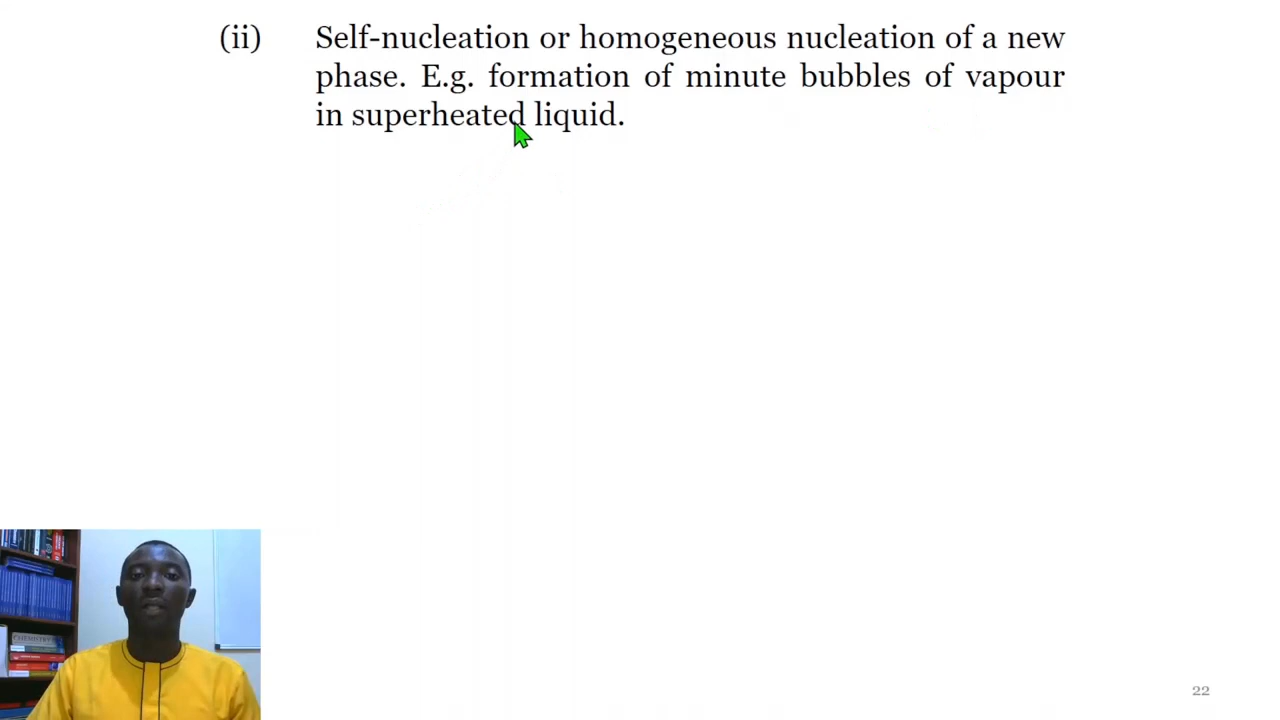 (ii) Self-nucleation or homogeneous nucleation of a new
phase. E.g. formation of minute bubbles of vapour
in superheated liquid.
CHEMISTRY
22